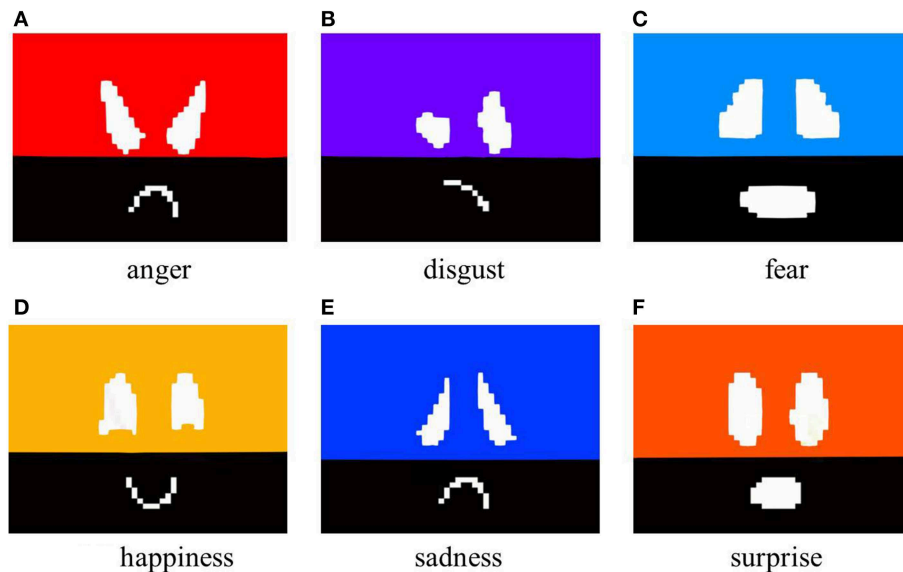 A
B
C
anger
disgust
fear
D
E
F
happiness
sadness
surprise